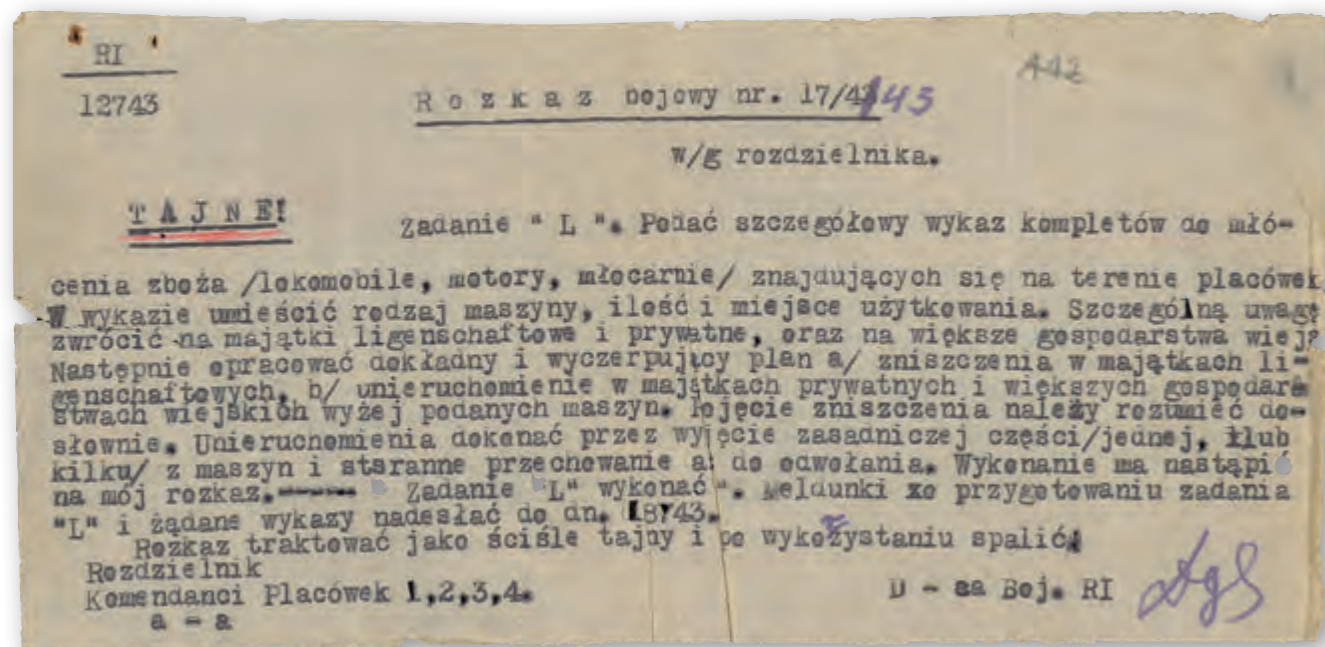 RI
442
12743
Rozkaz bojowy nr. 17/43
w/g rozdzielnika.
TAJNE!
Zadanie "L". Podać szczegółowy wykaz kompletów do młó-
cenia zboża /lokomobile, motory, młocarnie/ znajdujących się na terenie placówek
W wykazie umieścić rodzaj maszyny, ilość i miejsce użytkowania. Szczególną uwagę
zwrócić na majątki ligenschaftowe i prywatne, oraz na większe gospodarstwa wiejs
Następnie opracować dokładny i wyczerpujący plan a/ zniszczenia w majątkach li-
genschaftowych, b/ unieruchomienie w majątkach prywatnych i większych gospodar
stwach wiejskich wyżej podanych maszyn. Pojęcie zniszczenia należy rozumieć do-
słownie. Unieruchomienia dokonać przez wyjęcie zasadniczej części/jednej, lub
kilku/ z maszyn i staranne przechowanie do odwołania. Wykonanie ma nastąpić
na mój rozkaz. "Zadanie "L" wykonać". Meldunki o przygotowaniu zadania
"L" i żądane wykazy nadesłać do dn.
Rozkaz traktować jako ściśle tajny i po wykożystaniu spalić.
Rozdzielnik
Komendanci Placówek 1,2,3,4.
D - ca Boj. RI
a - a